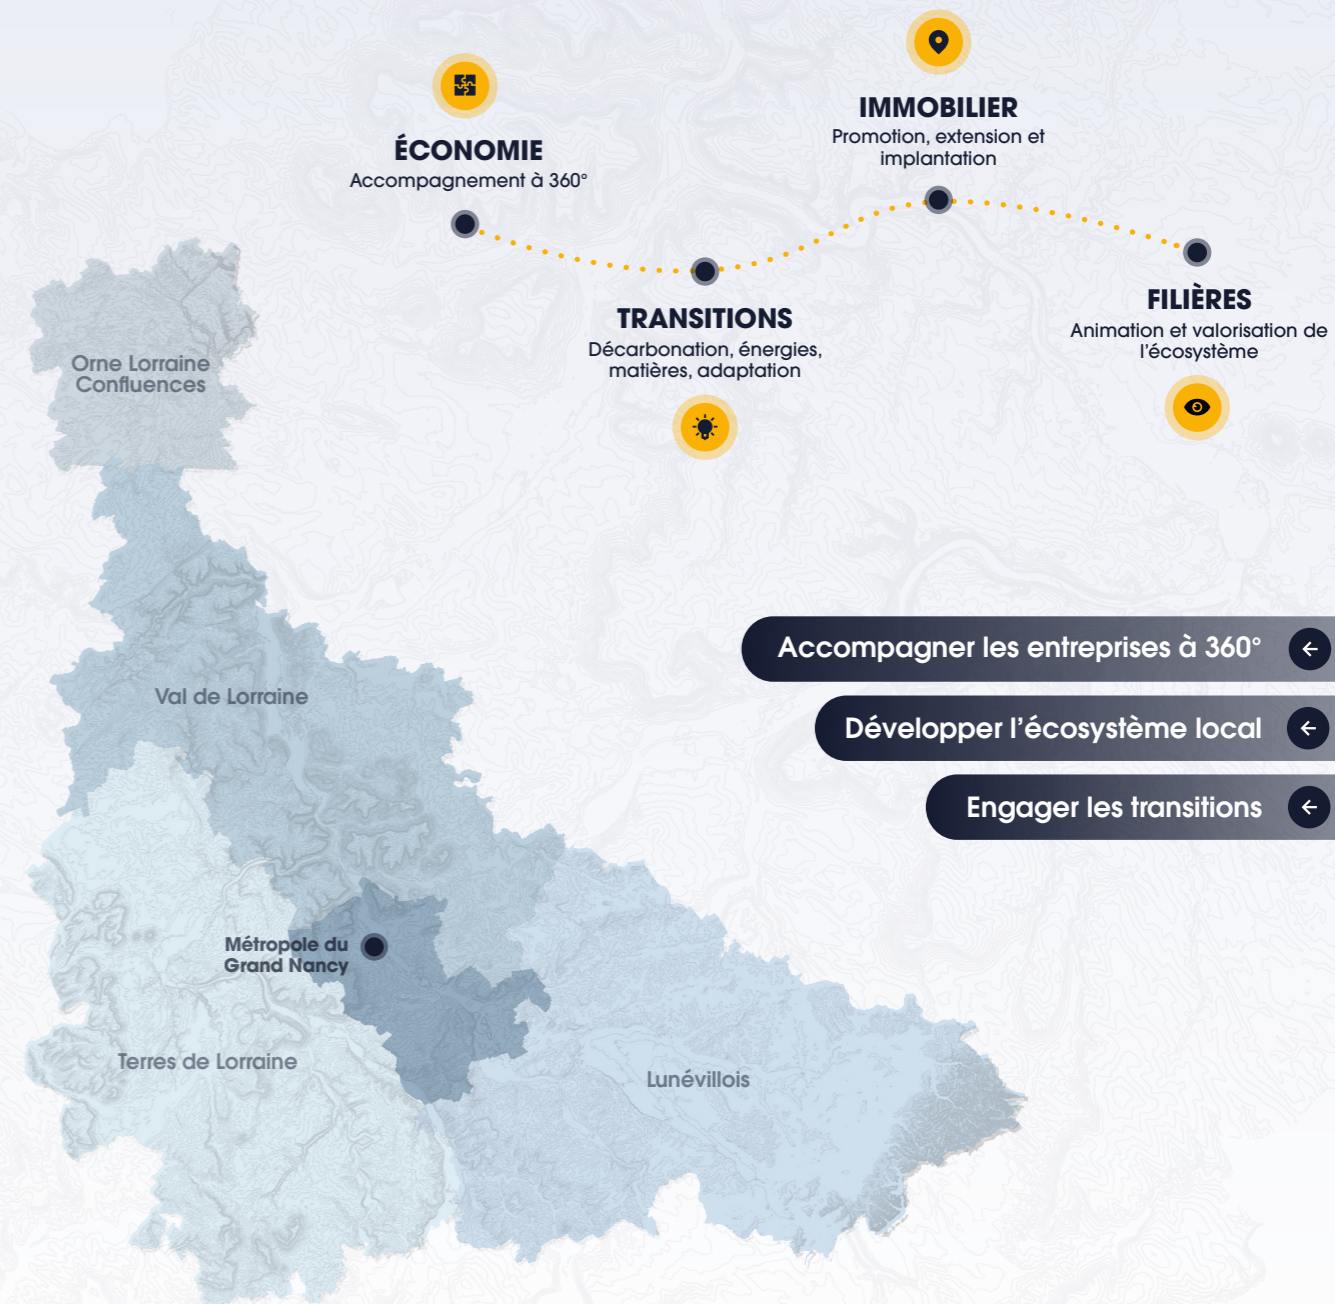 ÉCONOMIE
Accompagnement à 360°
TRANSITIONS
Décarbonation, énergies,
matières, adaptation
IMMOBILIER
Promotion, extension et
implantation
FILIÈRES
Animation et valorisation de
l’écosystème
Accompagner les entreprises à 360°
Développer l’écosystème local
Engager les transitions
Orne Lorraine
Confluences
Val de Lorraine
Métropole du
Grand Nancy
Terres de Lorraine
Lunévillois